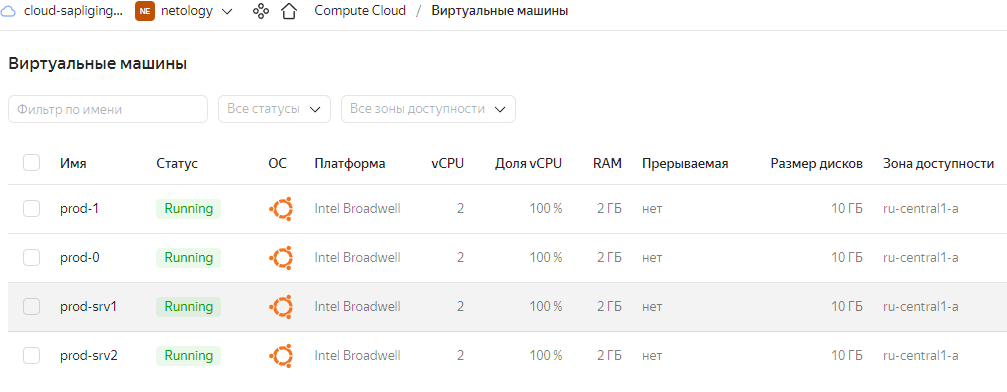 cloud-sapliging... NE netology Compute Cloud / Виртуальные машины
Виртуальные машины
Фильтр по имени Все статусы Все зоны доступности
Имя Статус ОС Платформа vCPU Доля vCPU RAM Прерываемая Размер дисков Зона доступности
prod-1 Running Intel Broadwell 2 100 % 2 ГБ нет 10 ГБ ru-central1-a
prod-0 Running Intel Broadwell 2 100 % 2 ГБ нет 10 ГБ ru-central1-a
prod-srv1 Running Intel Broadwell 2 100 % 2 ГБ нет 10 ГБ ru-central1-a
prod-srv2 Running Intel Broadwell 2 100 % 2 ГБ нет 10 ГБ ru-central1-a